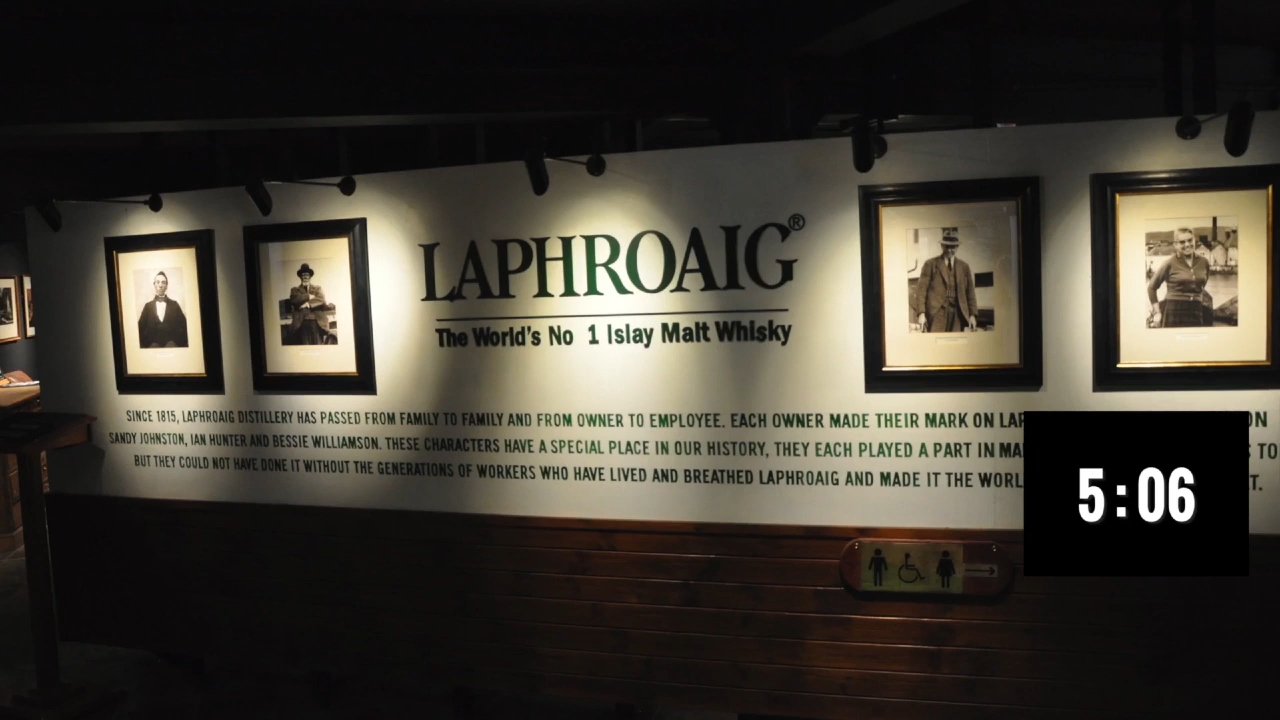 LAPHROAIG®
The World's No 1 Islay Malt Whisky
SINCE 1815, LAPHROAIG DISTILLERY HAS PASSED FROM FAMILY TO FAMILY AND FROM OWNER TO EMPLOYEE. EACH OWNER MADE THEIR MARK ON
SANDY JOHNSTON, IAN HUNTER AND BESSIE WILLIAMSON. THESE CHARACTERS HAVE A SPECIAL PLACE IN OUR HISTORY, THEY EACH PLAYED A PART IN TO
BUT THEY COULD NOT HAVE DONE IT WITHOUT THE GENERATIONS OF WORKERS WHO HAVE LIVED AND BREATHED LAPHROAIG AND MADE IT THE
5:06